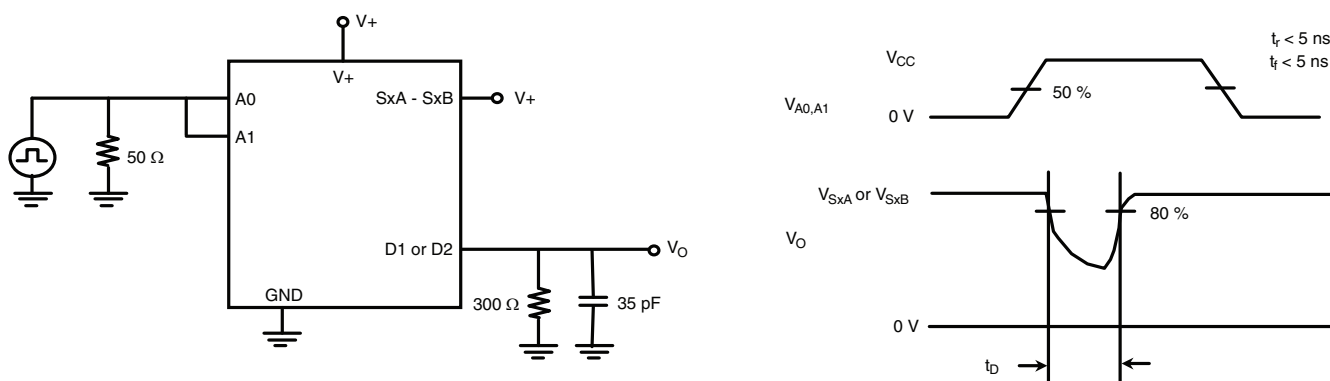 V+
V+
A0
SxA - SxB
V+
A1
50 Ω
D1 or D2
VO
GND
300 Ω
35 pF
tr < 5 ns
tf < 5 ns
VCC
50 %
VA0,A1
0 V
VSxA or VSxB
80 %
VO
0 V
tD